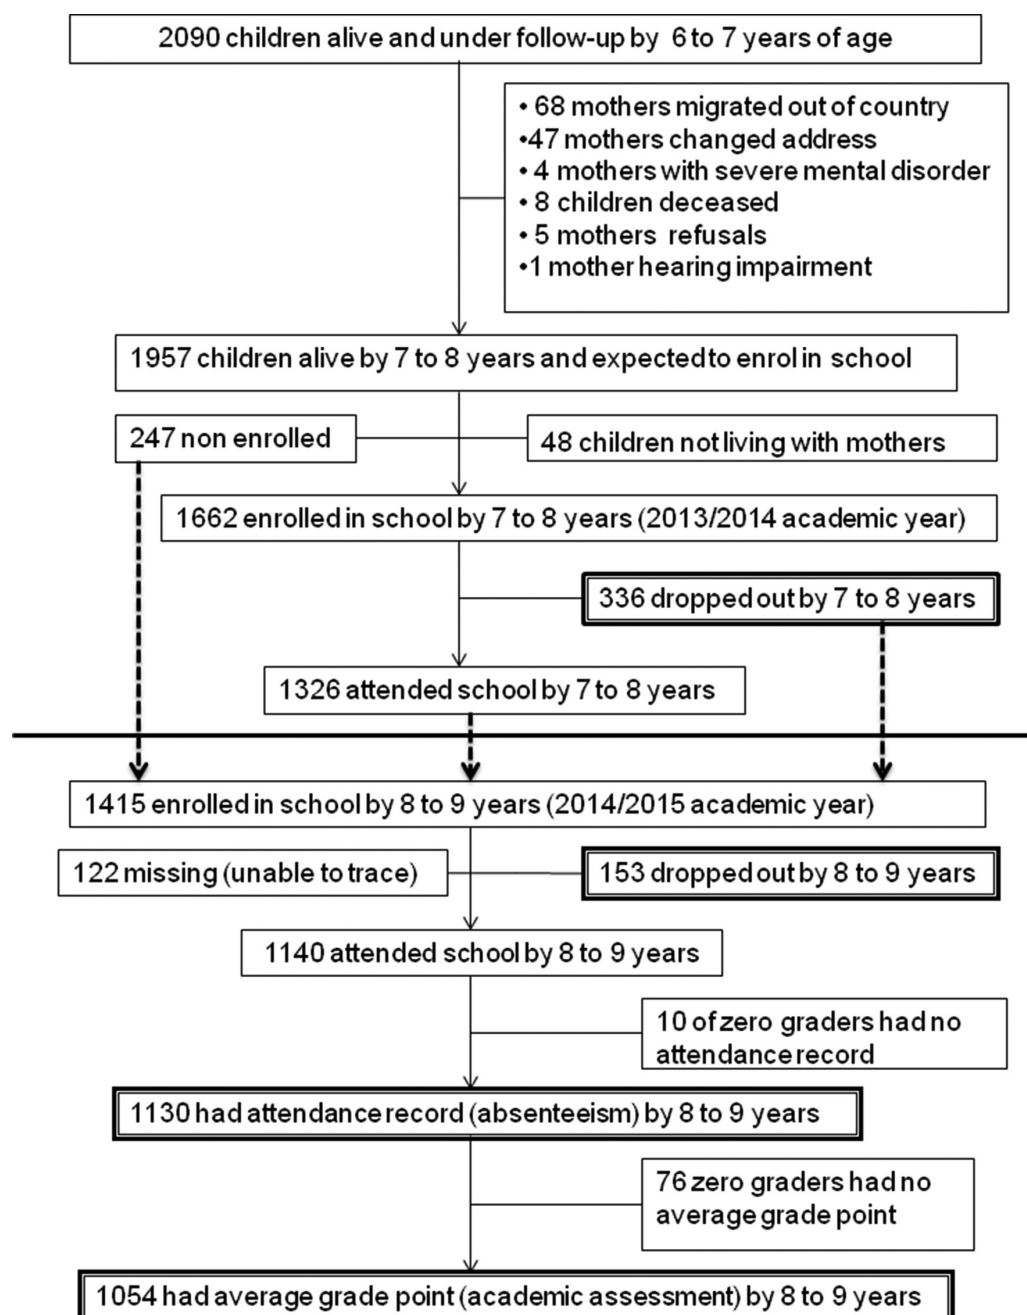 2090 children alive and under follow-up by 6 to 7 years of age
• 68 mothers migrated out of country
•47 mothers changed address
• 4 mothers with severe mental disorder
• 8 children deceased
• 5 mothers refusals
•1 mother hearing impairment
1957 children alive by 7 to 8 years and expected to enrol in school
247 non enrolled
48 children not living with mothers
1662 enrolled in school by 7 to 8 years (2013/2014 academic year)
336 dropped out by 7 to 8 years
1326 attended school by 7 to 8 years
1415 enrolled in school by 8 to 9 years (2014/2015 academic year)
122 missing (unable to trace)
153 dropped out by 8 to 9 years
1140 attended school by 8 to 9 years
10 of zero graders had no
attendance record
1130 had attendance record (absenteeism) by 8 to 9 years
76 zero graders had no
average grade point
1054 had average grade point (academic assessment) by 8 to 9 years